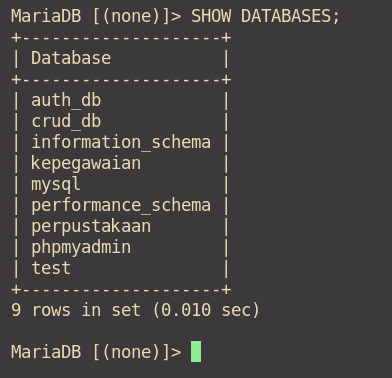 MariaDB [(none)]> SHOW DATABASES;
+--------------------+
| Database           |
+--------------------+
| auth_db            |
| crud_db            |
| information_schema |
| kepegawaian        |
| mysql              |
| performance_schema |
| perpustakaan       |
| phpmyadmin         |
| test               |
+--------------------+
9 rows in set (0.010 sec)
MariaDB [(none)]>